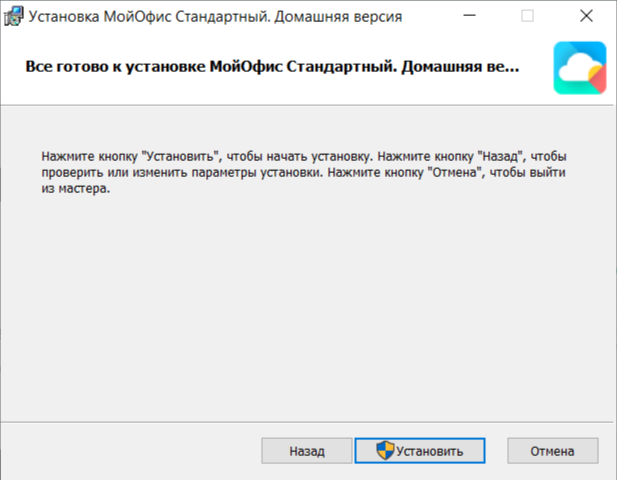 Установка МойОфис Стандартный. Домашняя версия
Все готово к установке МойОфис Стандартный. Домашняя ве...
Нажмите кнопку "Установить", чтобы начать установку. Нажмите кнопку "Назад", чтобы
проверить или изменить параметры установки. Нажмите кнопку "Отмена", чтобы выйти
из мастера.
Назад
Установить
Отмена